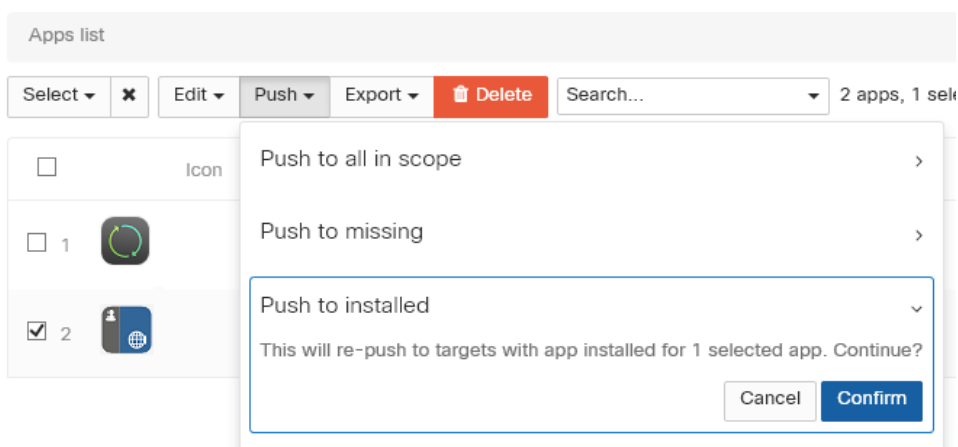 Apps list
Select Edit Push Export Delete Search... 2 apps, 1 sele
Icon
Push to all in scope
Push to missing
1
Push to installed
2
This will re-push to targets with app installed for 1 selected app. Continue?
Cancel Confirm